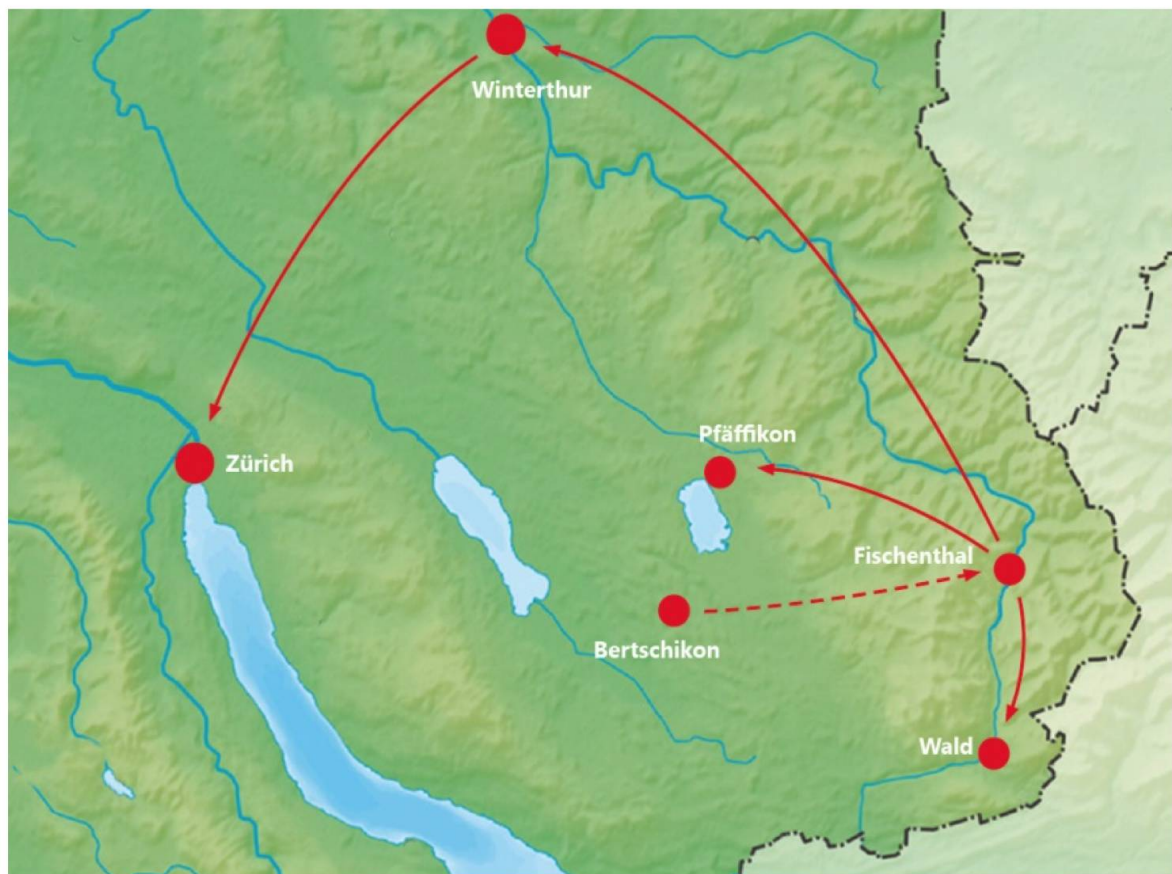 Winterthur
Pfäffikon
Zürich
Fischenthal
Bertschikon
Wald